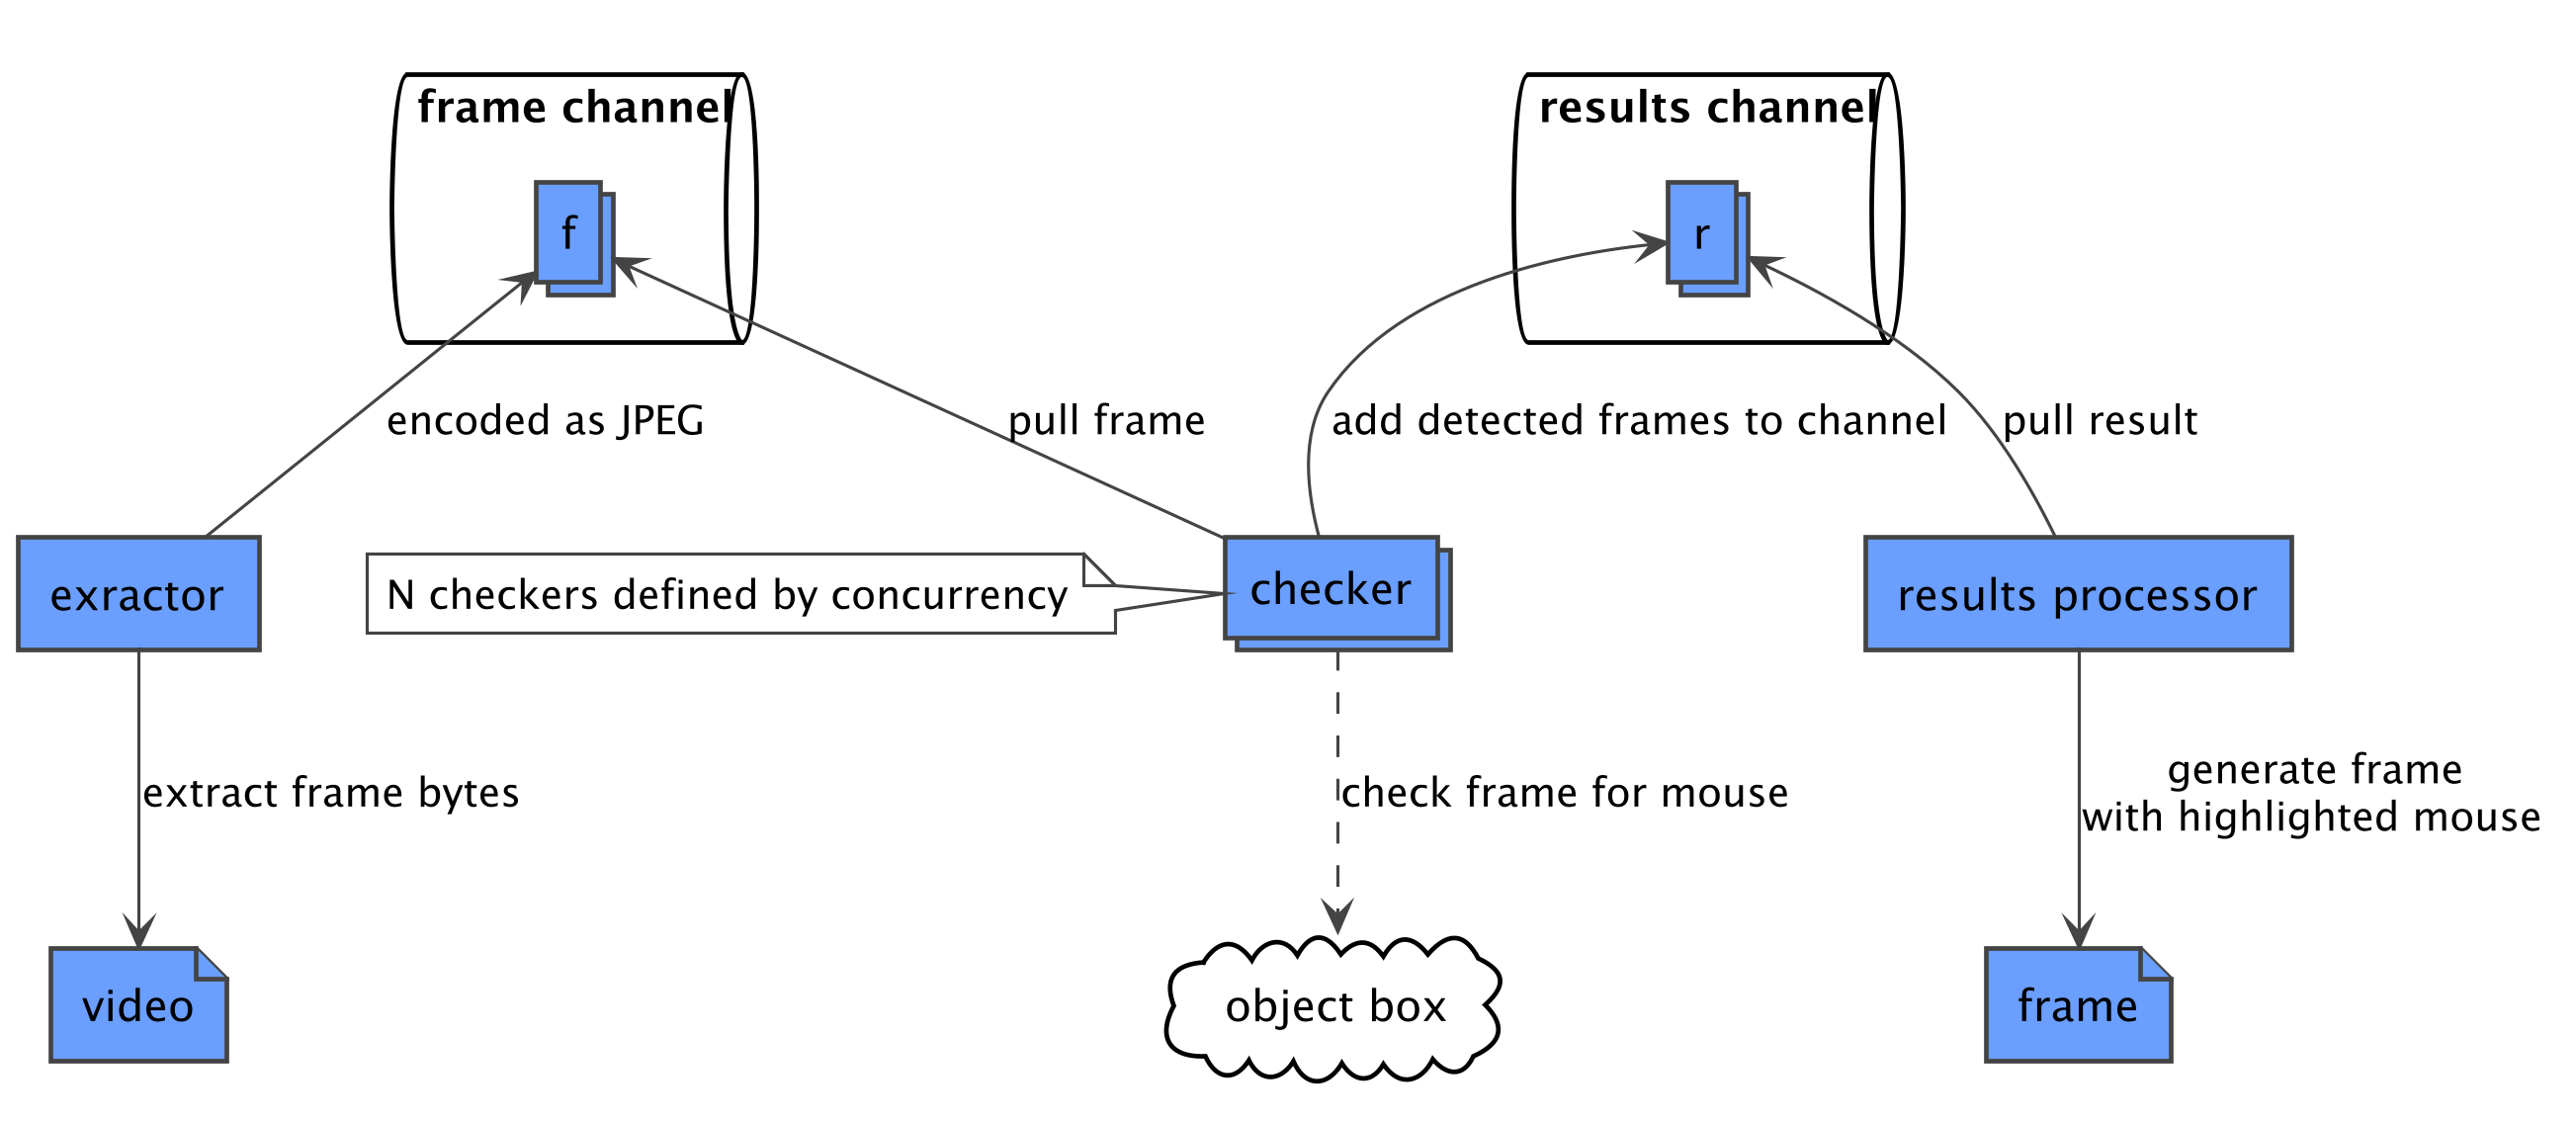 frame channel
results channel
f
r
encoded as JPEG
pull frame
add detected frames to channel
pull result
exractor
N checkers defined by concurrency
checker
results processor
extract frame bytes
check frame for mouse
generate frame
with highlighted mouse
video
object box
frame